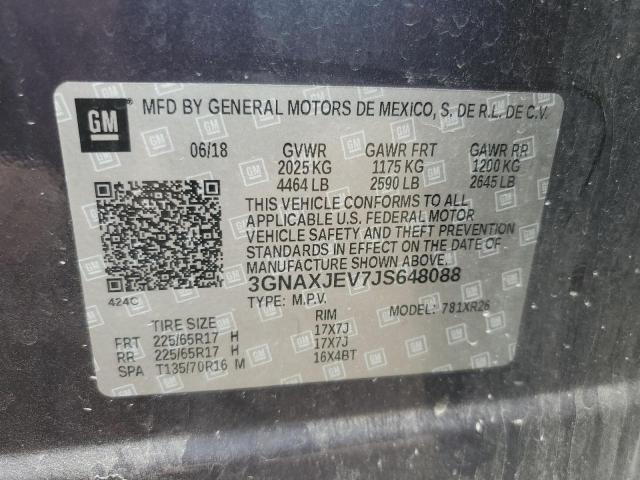 GM
MFD BY GENERAL MOTORS DE MEXICO, S. DE R.L. DE C.V.
06/18 GVWR GAWR FRT GAWR RR
2025 KG 1175 KG 1200 KG
4464 LB 2590 LB 2645 LB
THIS VEHICLE CONFORMS TO ALL
APPLICABLE U.S. FEDERAL MOTOR
VEHICLE SAFETY AND THEFT PREVENTION
STANDARDS IN EFFECT ON THE DATE OF
MANUFACTURE SHOWN ABOVE.
424C
3GNAXJEV7JS648088
TYPE: M.P.V. MODEL: 781XR26
TIRE SIZE RIM
FRT 225/65R17 H 17X7J
RR 225/65R17 H 17X7J
SPA T135/70R16 M 16X4BT